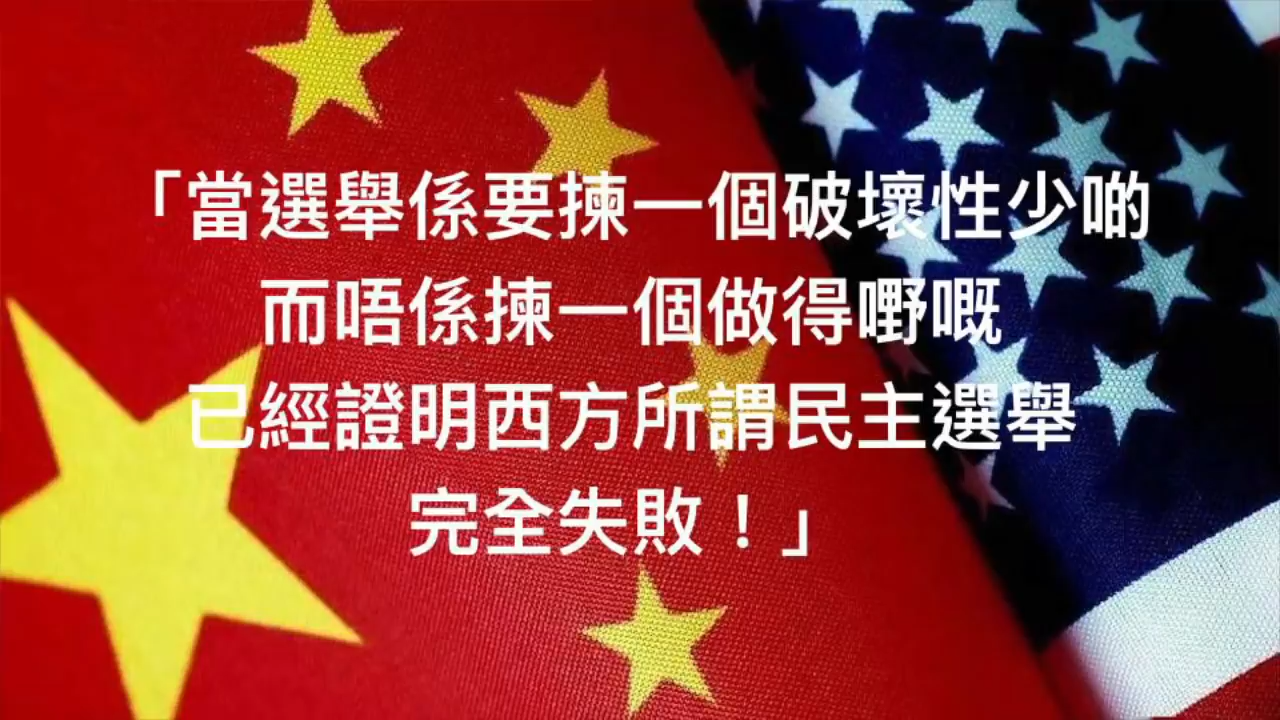 「當選舉係要揀一個破壞性少啲
而唔係揀一個做得嘢嘅
已經證明西方所謂民主選舉
完全失敗！」